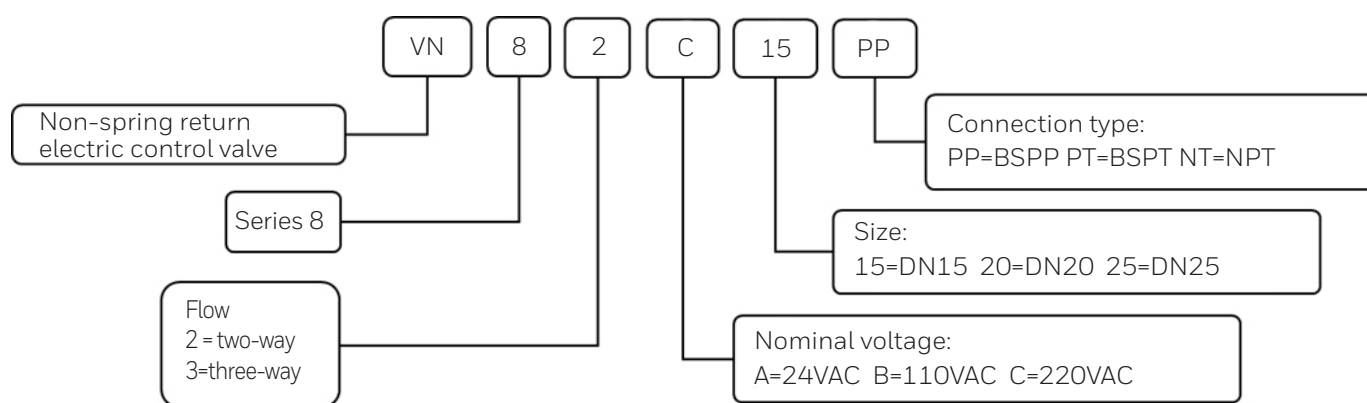 VN 8 2 C 15 PP
Non-spring return
electric control valve
Connection type:
PP=BSPP PT=BSPT NT=NPT
Series 8
Size:
15=DN15 20=DN20 25=DN25
Flow
2 = two-way
3=three-way
Nominal voltage:
A=24VAC B=110VAC C=220VAC